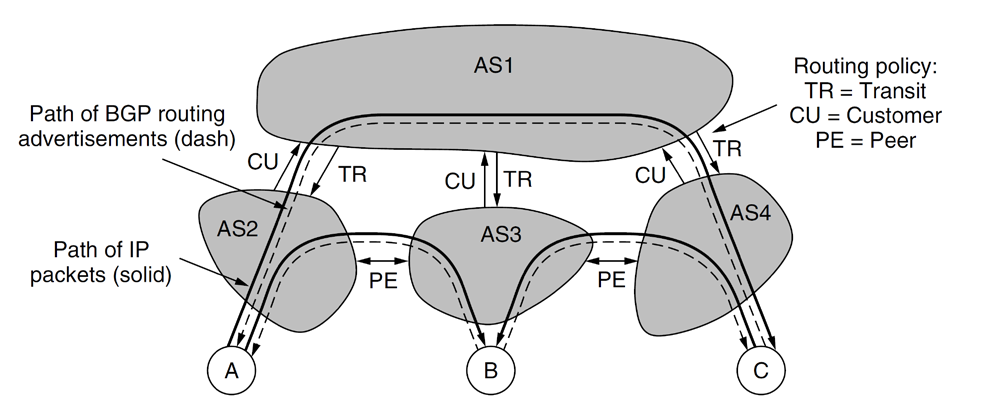 AS1
Routing policy:
TR = Transit
CU = Customer
PE = Peer
Path of BGP routing
advertisements (dash)
CU
TR
CU
TR
CU
TR
AS2
AS3
AS4
Path of IP
packets (solid)
PE
PE
A
B
C